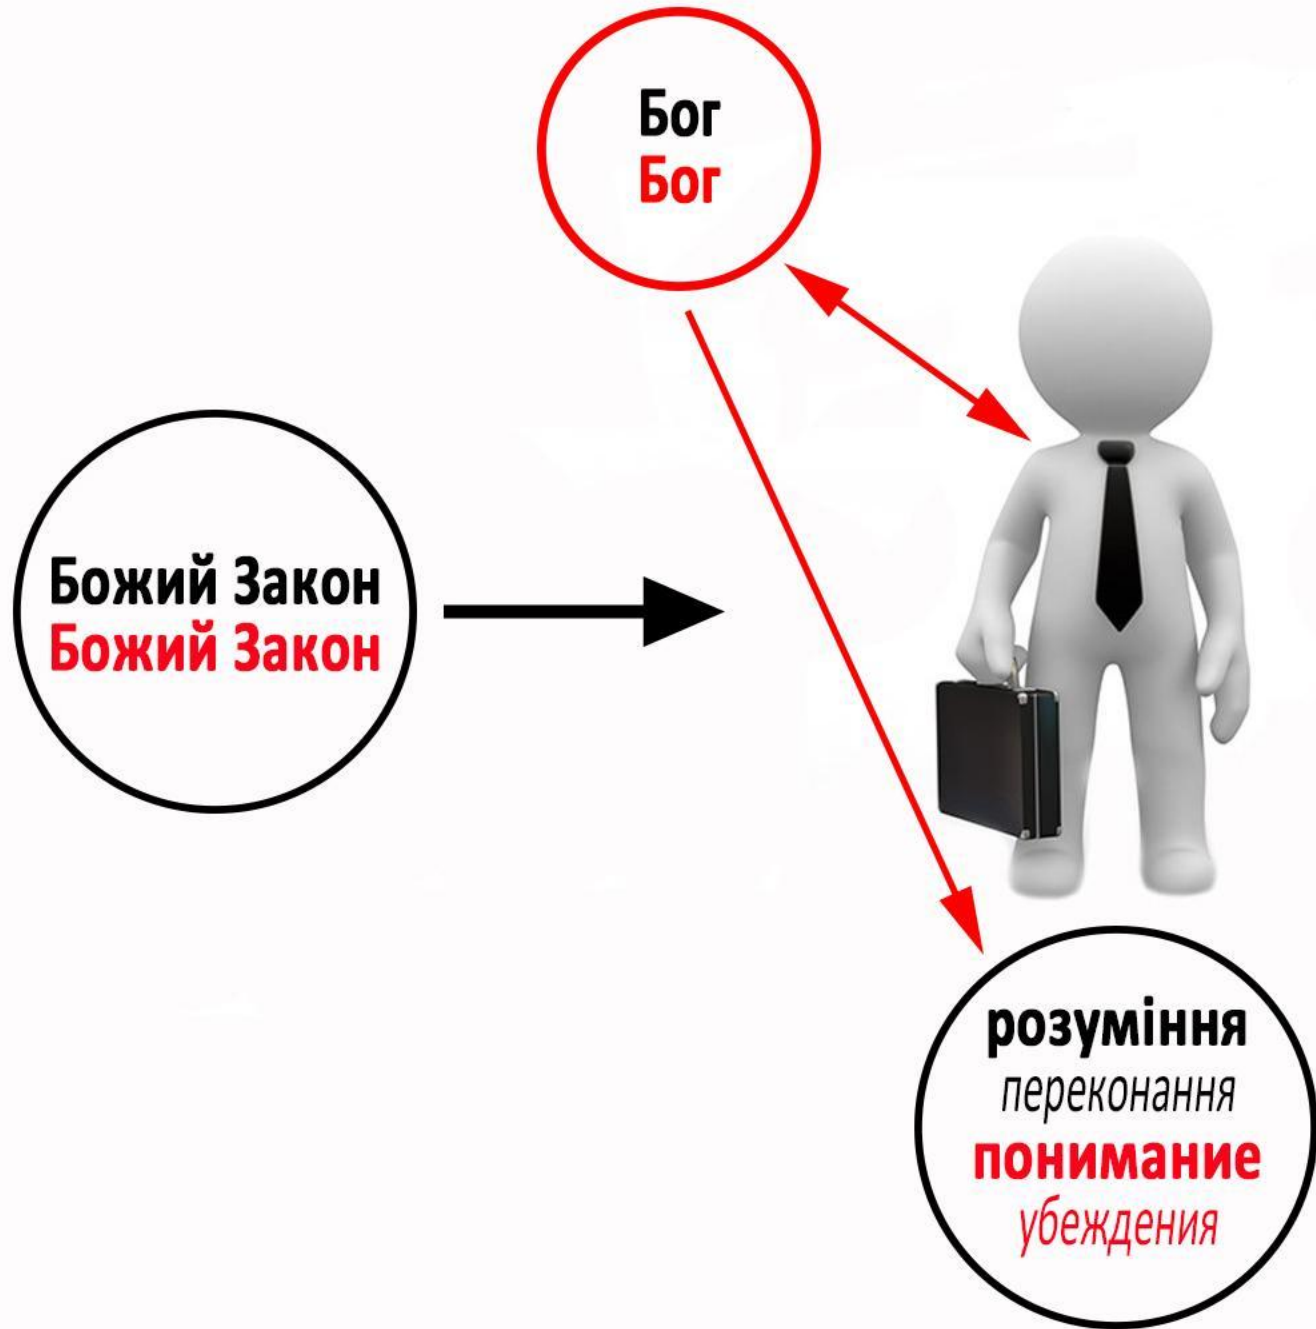 Бог
Бог
Божий Закон
Божий Закон
розуміння
переконання
понимание
убеждения